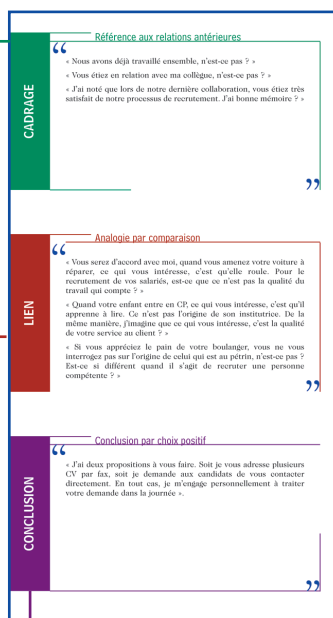 Référence aux relations antérieures
CADRAGE
“
« Nous avons déjà travaillé ensemble, n'est-ce pas ? »
« Vous étiez en relation avec ma collègue, n'est-ce pas ? »
« J'ai noté que lors de notre dernière collaboration, vous étiez très
satisfait de notre processus de recrutement. J'ai bonne mémoire ? »
”
Analogie par comparaison
LIEN
“
« Vous serez d'accord avec moi, quand vous amenez votre voiture à
réparer, ce qui vous intéresse, c'est qu'elle roule. Pour le
recrutement de vos salariés, est-ce que ce n'est pas la qualité du
travail qui compte ? »
« Quand votre enfant entre en CP, ce qui vous intéresse, c'est qu'il
apprenne à lire. Ce n'est pas l'origine de son institutrice. De la
même manière, j'imagine que ce qui vous intéresse, c'est la qualité
de votre service au client ? »
« Si vous appréciez le pain de votre boulanger, vous ne vous
interrogez pas sur l'origine de celui qui est au pétrin, n'est-ce pas ?
Est-ce si différent quand il s'agit de recruter une personne
compétente ? »
”
Conclusion par choix positif
CONCLUSION
“
« J'ai deux propositions à vous faire. Soit je vous adresse plusieurs
CV par fax, soit je demande aux candidats de vous contacter
directement. En tout cas, je m'engage personnellement à traiter
votre demande dans la journée ».
”